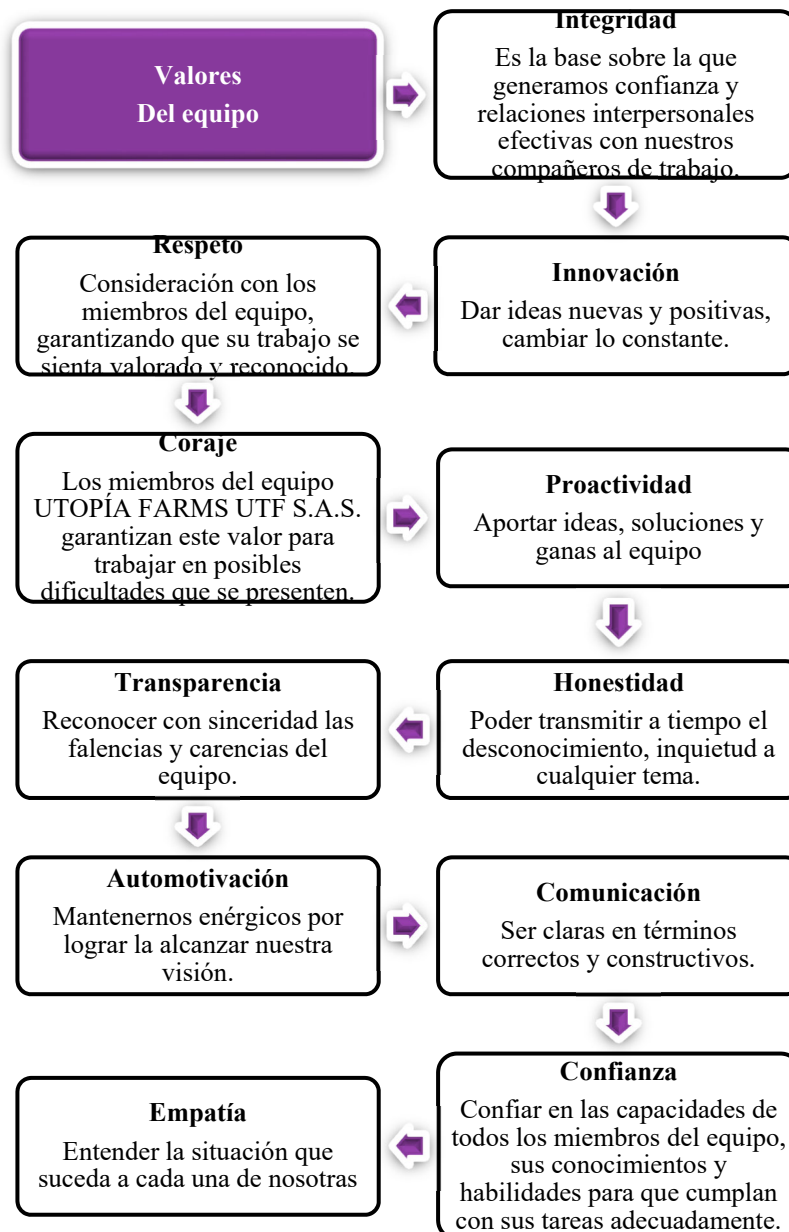 Valores
Del equipo
Integridad
Es la base sobre la que
generamos confianza y
relaciones interpersonales
efectivas con nuestros
compañeros de trabajo.
Innovación
Dar ideas nuevas y positivas,
cambiar lo constante.
Respeto
Consideración con los
miembros del equipo,
garantizando que su trabajo se
sienta valorado y reconocido.
Coraje
Los miembros del equipo
UTOPÍA FARMS UTF S.A.S.
garantizan este valor para
trabajar en posibles
dificultades que se presenten.
Proactividad
Aportar ideas, soluciones y
ganas al equipo
Honestidad
Poder transmitir a tiempo el
desconocimiento, inquietud a
cualquier tema.
Transparencia
Reconocer con sinceridad las
falencias y carencias del
equipo.
Automotivación
Mantenernos enérgicos por
lograr la alcanzar nuestra
visión.
Comunicación
Ser claras en términos
correctos y constructivos.
Confianza
Confiar en las capacidades de
todos los miembros del equipo,
sus conocimientos y
habilidades para que cumplan
con sus tareas adecuadamente.
Empatía
Entender la situación que
suceda a cada una de nosotras